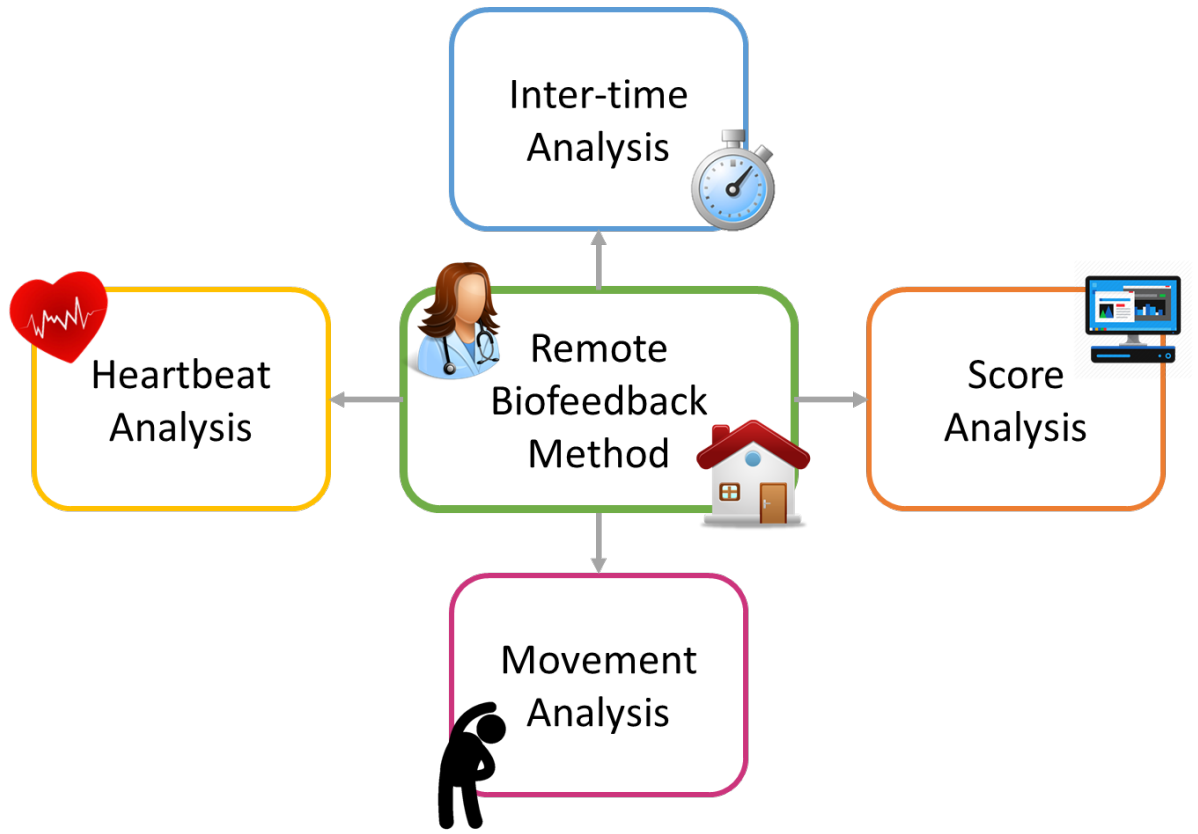 Inter-time
Analysis
Heartbeat
Analysis
Remote
Biofeedback
Method
Score
Analysis
Movement
Analysis